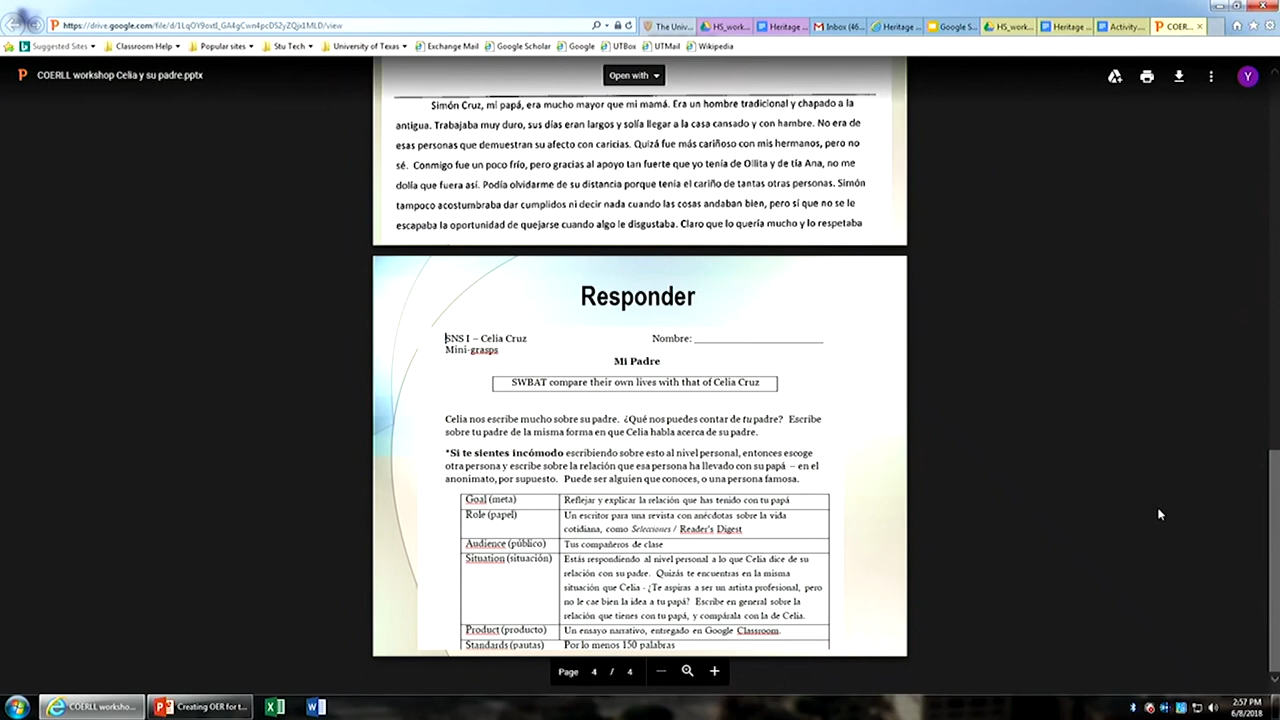 https://drive.google.com/file/d/1LqOY9oxtI_GA4gCwn4pcDS2yZQjx1MLD/view
The Univ
HS_work...
Heritage
Inbox (46...
Heritage
Google S...
HS_wor...
Heritage ...
Activity...
COER...
Suggested Sites
Classroom Help
Popular sites
Stu Tech
University of Texas
Exchange Mail
Google Scholar
Google
UTBox
UTMail
Wikipedia
COERLL workshop Celia y su padre.pptx
Open with
Y
Simón Cruz, mi papá, era mucho mayor que mi mamá. Era un hombre tradicional y chapado a la
antigua. Trabajaba muy duro, sus días eran largos y solía llegar a la casa cansado y con hambre. No era de
esas personas que demuestran su afecto con caricias. Quizá fue más cariñoso con mis hermanos, pero no
sé. Conmigo fue un poco frío, pero gracias al apoyo tan fuerte que yo tenía de Ollita y de tía Ana, no me
dolía que fuera así. Podía olvidarme de su distancia porque tenía el cariño de tantas otras personas. Simón
tampoco acostumbraba dar cumplidos ni decir nada cuando las cosas andaban bien, pero sí que no se le
escapaba la oportunidad de quejarse cuando algo le disgustaba. Claro que lo quería mucho y lo respetaba
Responder
SNS I – Celia Cruz
Nombre: ________________________
Mini-grasps
Mi Padre
SWBAT compare their own lives with that of Celia Cruz
Celia nos escribe mucho sobre su padre. ¿Qué nos puedes contar de tu padre? Escribe
sobre tu padre de la misma forma en que Celia habla acerca de su padre.
*Si te sientes incómodo escribiendo sobre esto al nivel personal, entonces escoge
otra persona y escribe sobre la relación que esa persona ha llevado con su papá – en el
anonimato, por supuesto. Puede ser alguien que conoces, o una persona famosa.
Goal (meta)
Reflejar y explicar la relación que has tenido con tu papá
Role (papel)
Un escritor para una revista con anécdotas sobre la vida
cotidiana, como Selecciones / Reader's Digest
Audience (público)
Tus compañeros de clase
Situation (situación)
Estás respondiendo al nivel personal a lo que Celia dice de su
relación con su padre. Quizás te encuentras en la misma
situación que Celia - ¿Te aspiras a ser un artista profesional, pero
no le cae bien la idea a tu papá? Escribe en general sobre la
relación que tienes con tu papá, y compárala con la de Celia.
Product (producto)
Un ensayo narrativo, entregado en Google Classroom.
Standards (pautas)
Por lo menos 150 palabras
Page 4 / 4
COERLL worksho...
Creating OER for t...
2:57 PM
6/8/2018